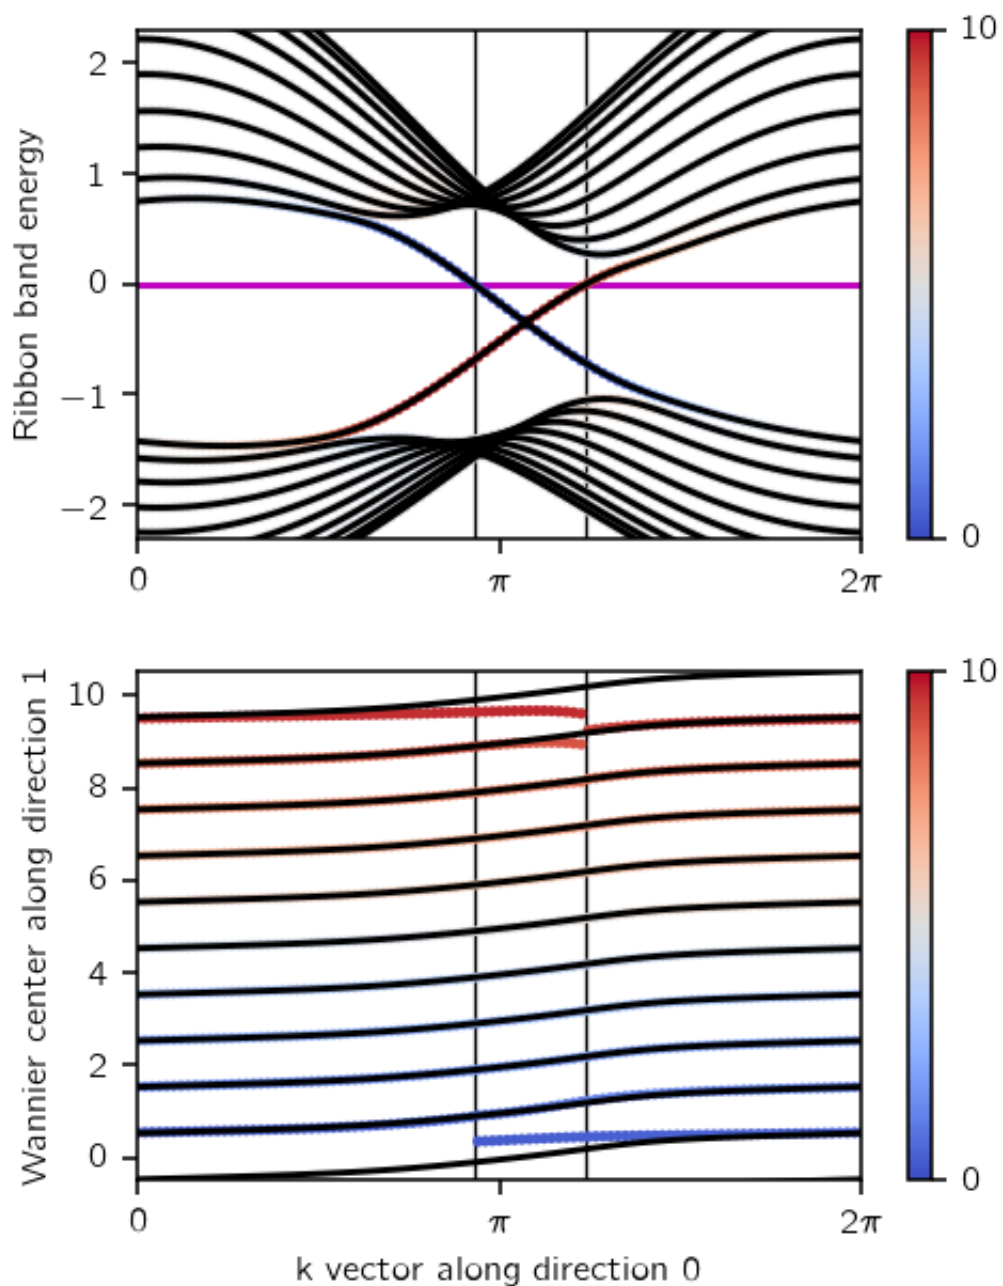 Ribbon band energy
2
1
0
−1
−2
0
π
2π
10
0
Wannier center along direction 1
10
8
6
4
2
0
0
π
2π
k vector along direction 0
10
0